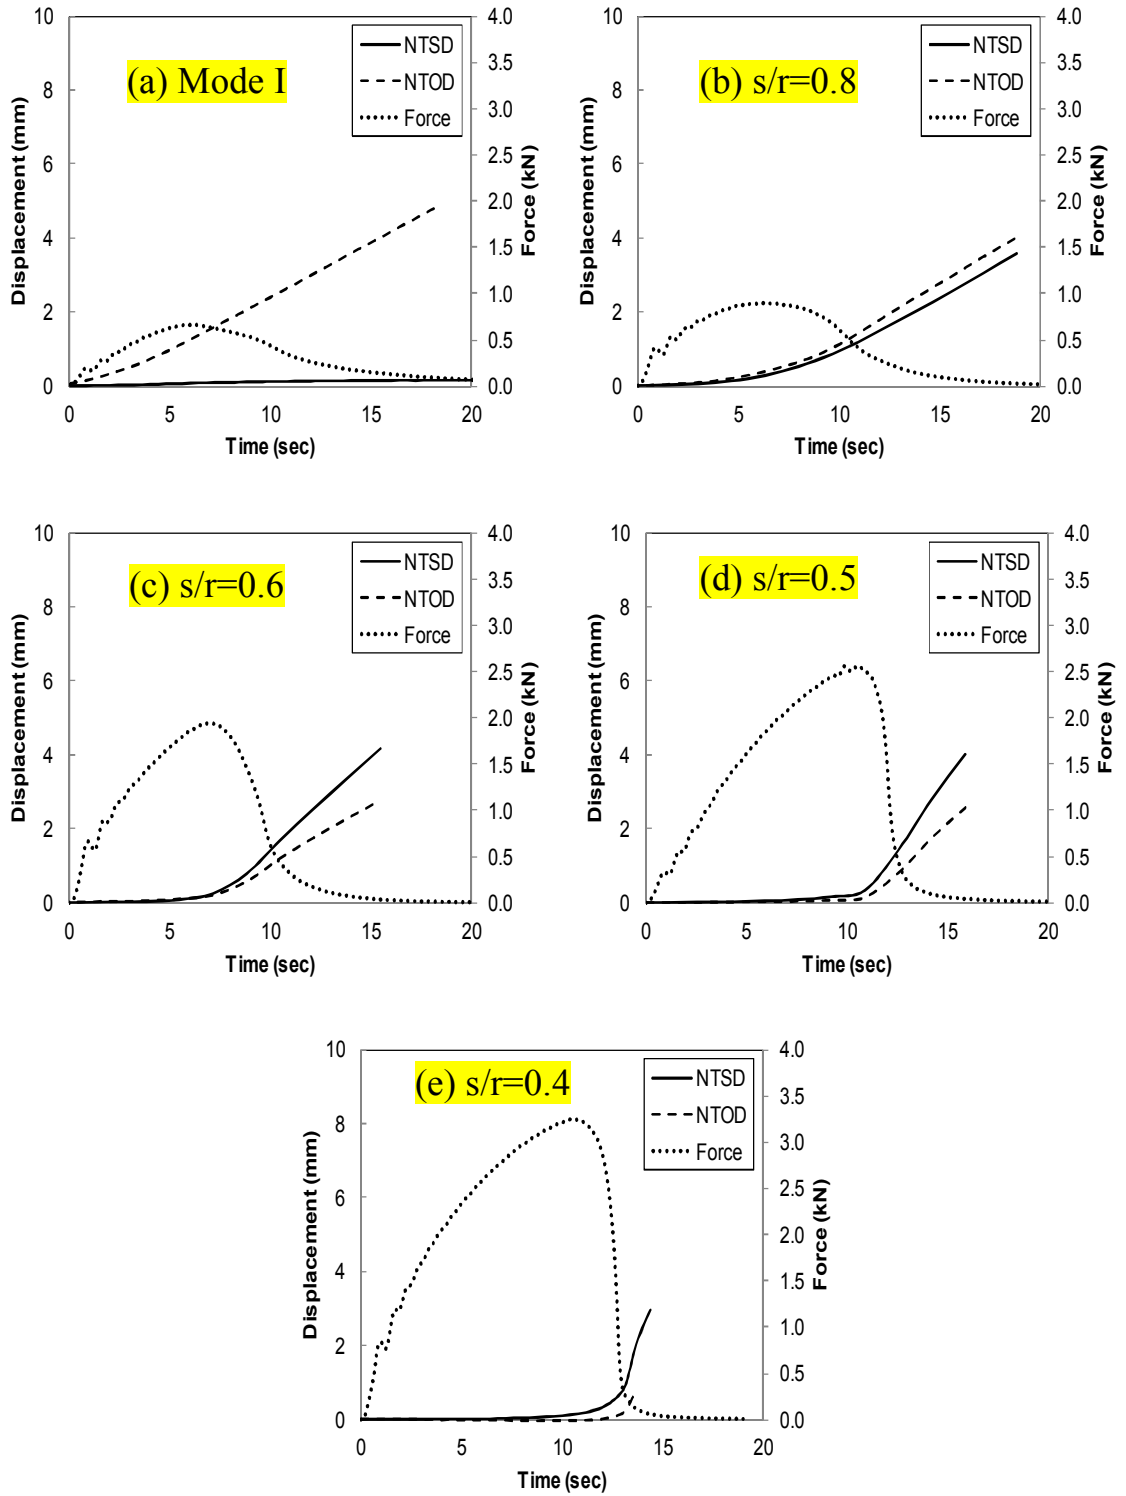 10
8
6
4
2
0
Displacement (mm)
(a) Mode I
NTSD
NTOD
Force
4.0
3.5
3.0
2.5
2.0
1.5
1.0
0.5
0.0
Force (kN)
0 5 10 15 20
Time (sec)
10
8
6
4
2
0
Displacement (mm)
(b) s/r=0.8
NTSD
NTOD
Force
4.0
3.5
3.0
2.5
2.0
1.5
1.0
0.5
0.0
Force (kN)
0 5 10 15 20
Time (sec)
10
8
6
4
2
0
Displacement (mm)
(c) s/r=0.6
NTSD
NTOD
Force
4.0
3.5
3.0
2.5
2.0
1.5
1.0
0.5
0.0
Force (kN)
0 5 10 15 20
Time (sec)
10
8
6
4
2
0
Displacement (mm)
(d) s/r=0.5
NTSD
NTOD
Force
4.0
3.5
3.0
2.5
2.0
1.5
1.0
0.5
0.0
Force (kN)
0 5 10 15 20
Time (sec)
10
8
6
4
2
0
Displacement (mm)
(e) s/r=0.4
NTSD
NTOD
Force
4.0
3.5
3.0
2.5
2.0
1.5
1.0
0.5
0.0
Force (kN)
0 5 10 15 20
Time (sec)